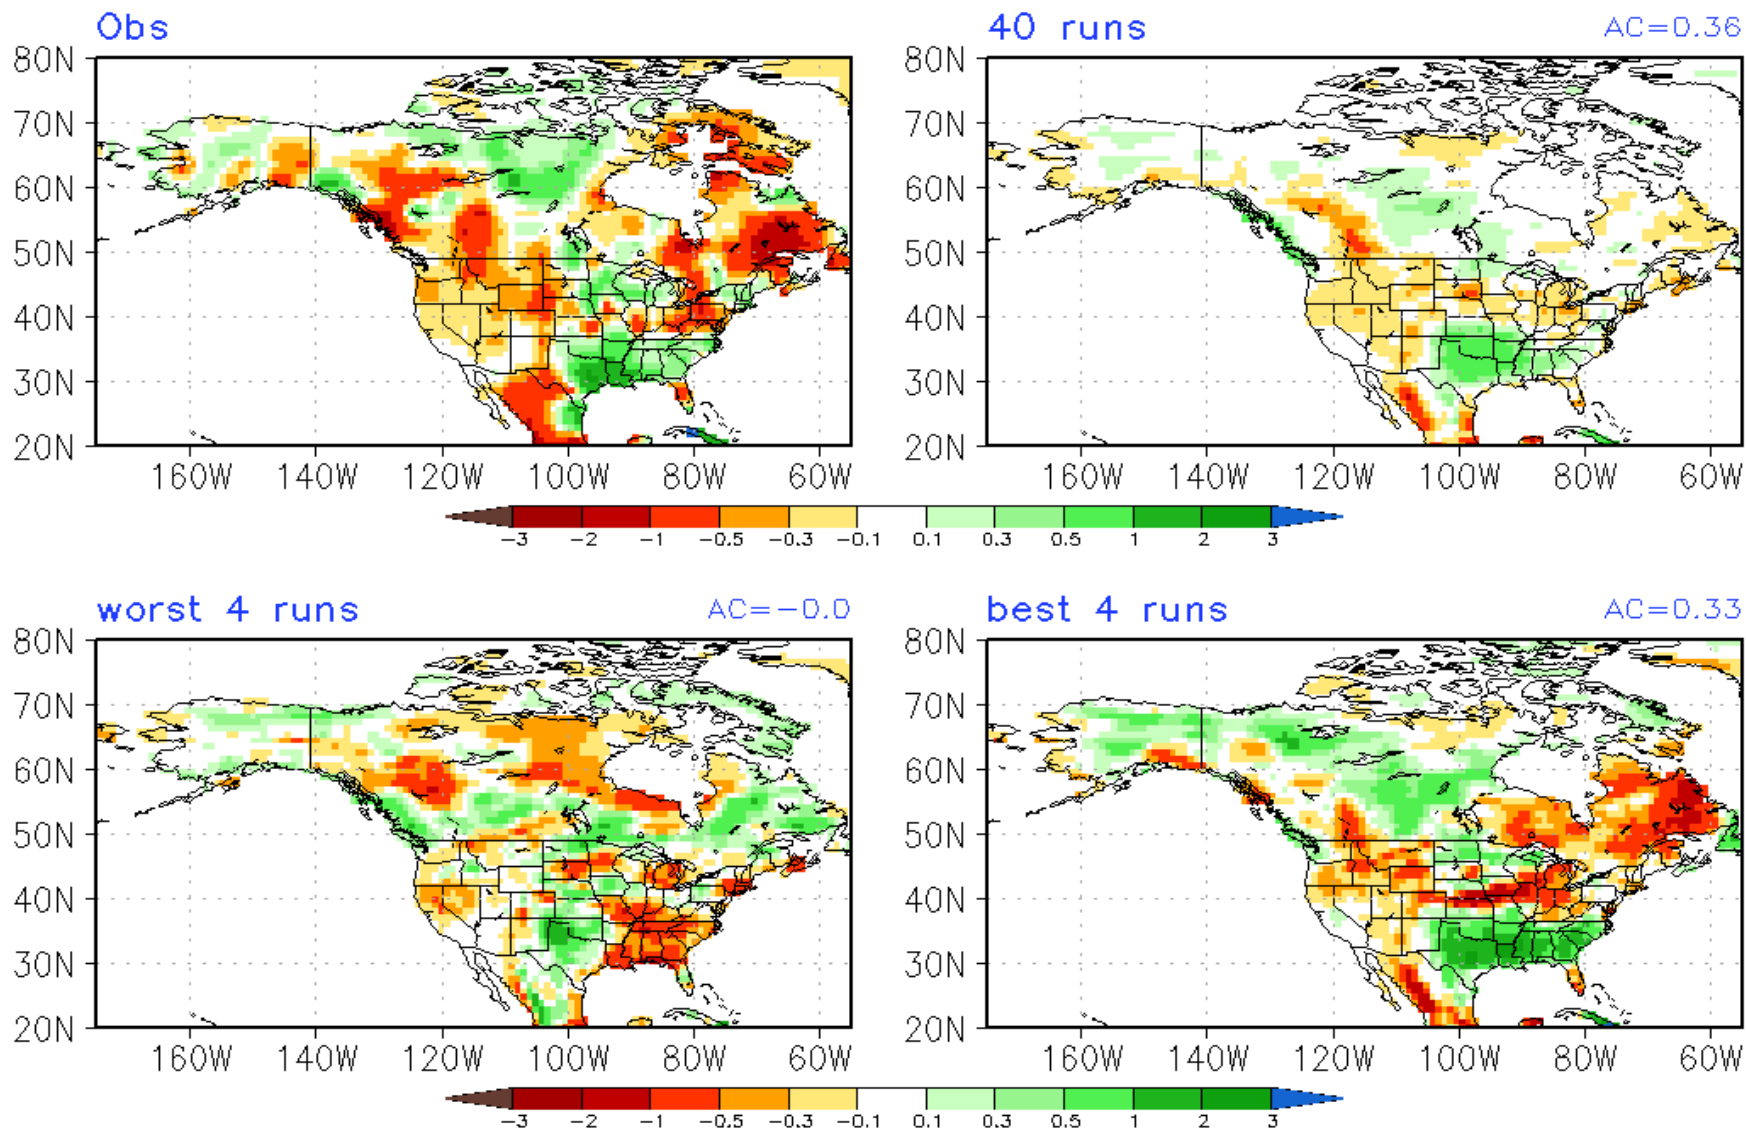 Obs
40 runs AC=0.36
80N 80N
70N 70N
60N 60N
50N 50N
40N 40N
30N 30N
20N 20N
160W 140W 120W 100W 80W 60W 160W 140W 120W 100W 80W 60W
-3 -2 -1 -0.5 -0.3 -0.1 0.1 0.3 0.5 1 2 3
worst 4 runs AC=-0.0
best 4 runs AC=0.33
80N 80N
70N 70N
60N 60N
50N 50N
40N 40N
30N 30N
20N 20N
160W 140W 120W 100W 80W 60W 160W 140W 120W 100W 80W 60W
-3 -2 -1 -0.5 -0.3 -0.1 0.1 0.3 0.5 1 2 3